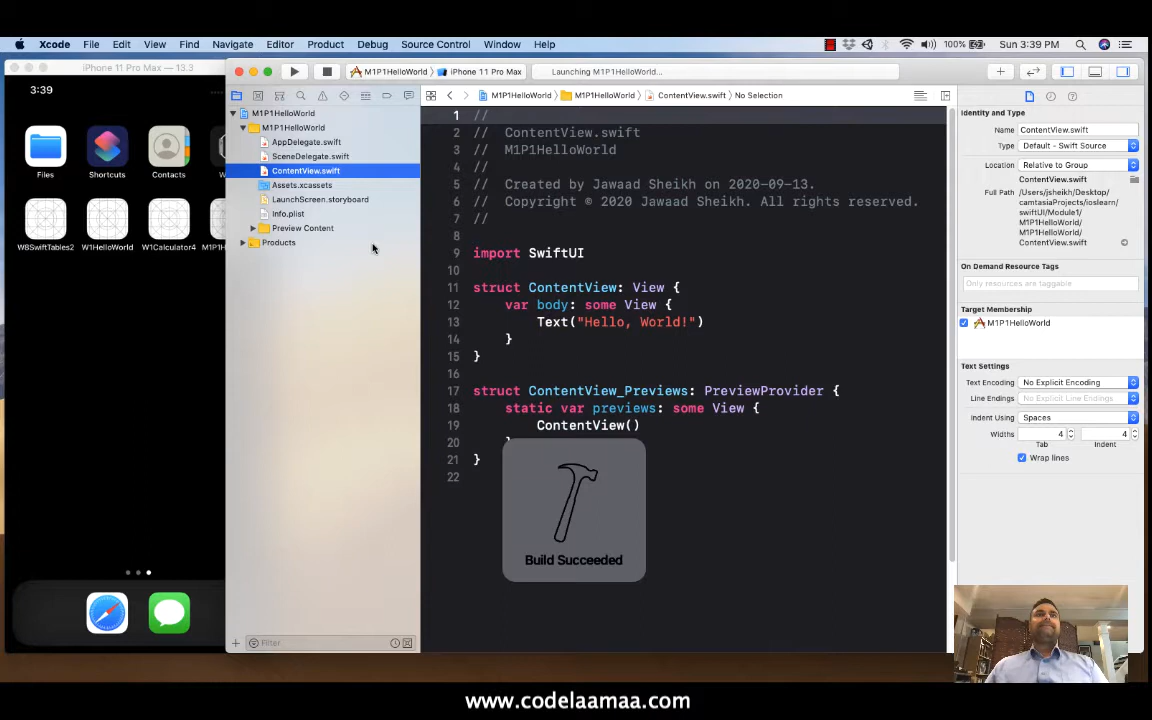 Xcode File Edit View Find Navigate Editor Product Debug Source Control Window Help
100% Sun 3:39 PM
iPhone 11 Pro Max — 13.3
M1P1HelloWorld iPhone 11 Pro Max
Launching M1P1HelloWorld...
3:39
Files
Shortcuts
Contacts
W8SwiftTables2
W1HelloWorld
W1Calculator4
M1P1HelloWorld
M1P1HelloWorld
AppDelegate.swift
SceneDelegate.swift
ContentView.swift
Assets.xcassets
LaunchScreen.storyboard
Info.plist
Preview Content
Products
Filter
M1P1HelloWorld M1P1HelloWorld ContentView.swift No Selection
1 //
2 // ContentView.swift
3 // M1P1HelloWorld
4 //
5 // Created by Jawaad Sheikh on 2020-09-13.
6 // Copyright © 2020 Jawaad Sheikh. All rights reserved.
7 //
8
9 import SwiftUI
10
11 struct ContentView: View {
12 var body: some View {
13 Text("Hello, World!")
14 }
15 }
16
17 struct ContentView_Previews: PreviewProvider {
18 static var previews: some View {
19 ContentView()
20 }
21 }
22
Build Succeeded
Identity and Type
Name ContentView.swift
Type Default - Swift Source
Location Relative to Group
ContentView.swift
Full Path /Users/jsheikh/Desktop/
camtasiaProjects/ioslearn/
swiftUI/Module1/
M1P1HelloWorld/
M1P1HelloWorld/
ContentView.swift
On Demand Resource Tags
Only resources are taggable
Target Membership
M1P1HelloWorld
Text Settings
Text Encoding No Explicit Encoding
Line Endings No Explicit Line Endings
Indent Using Spaces
Widths 4 4
Tab Indent
Wrap lines
www.codelaamaa.com